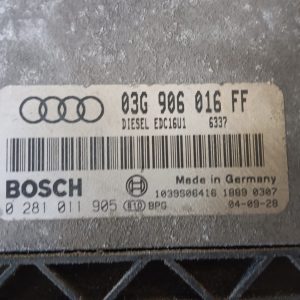 03G 906 016 FF
DIESEL EDC16U1 6337
BOSCH
Made in Germany
1039S06416 1889 0307
0 281 011 905 BPG 04-09-28